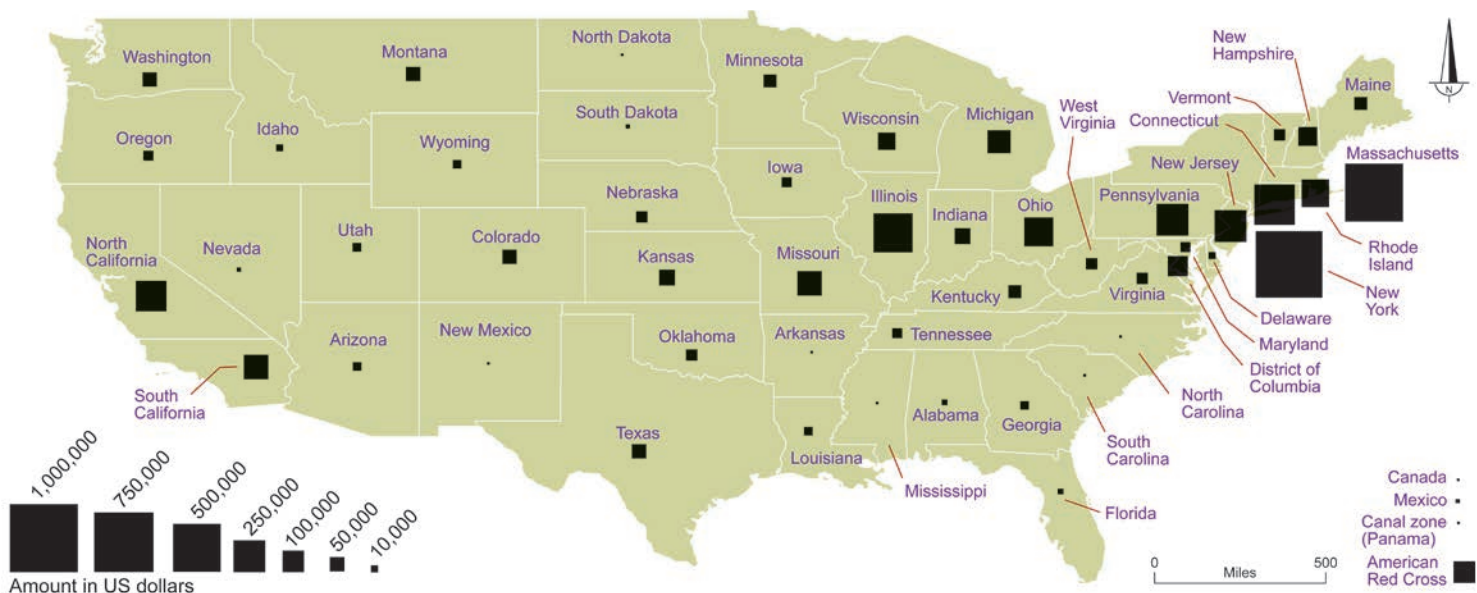 Washington
Montana
North Dakota
Minnesota
New
Hampshire
Maine
Vermont
Connecticut
West
Virginia
Wisconsin
Michigan
Massachusetts
Oregon
Idaho
Wyoming
South Dakota
Iowa
New Jersey
Pennsylvania
Illinois
Indiana
Ohio
Nebraska
North
California
Nevada
Utah
Colorado
Kansas
Missouri
Rhode
Island
New
York
Kentucky
Virginia
Delaware
Maryland
District of
Columbia
Arizona
New Mexico
Oklahoma
Arkansas
Tennessee
North
Carolina
South
California
Texas
Louisiana
Alabama
Georgia
South
Carolina
Mississippi
Florida
N
Canada
Mexico
Canal zone
(Panama)
American
Red Cross
0
500
Miles
1,000,000
750,000
500,000
250,000
100,000
50,000
10,000
Amount in US dollars